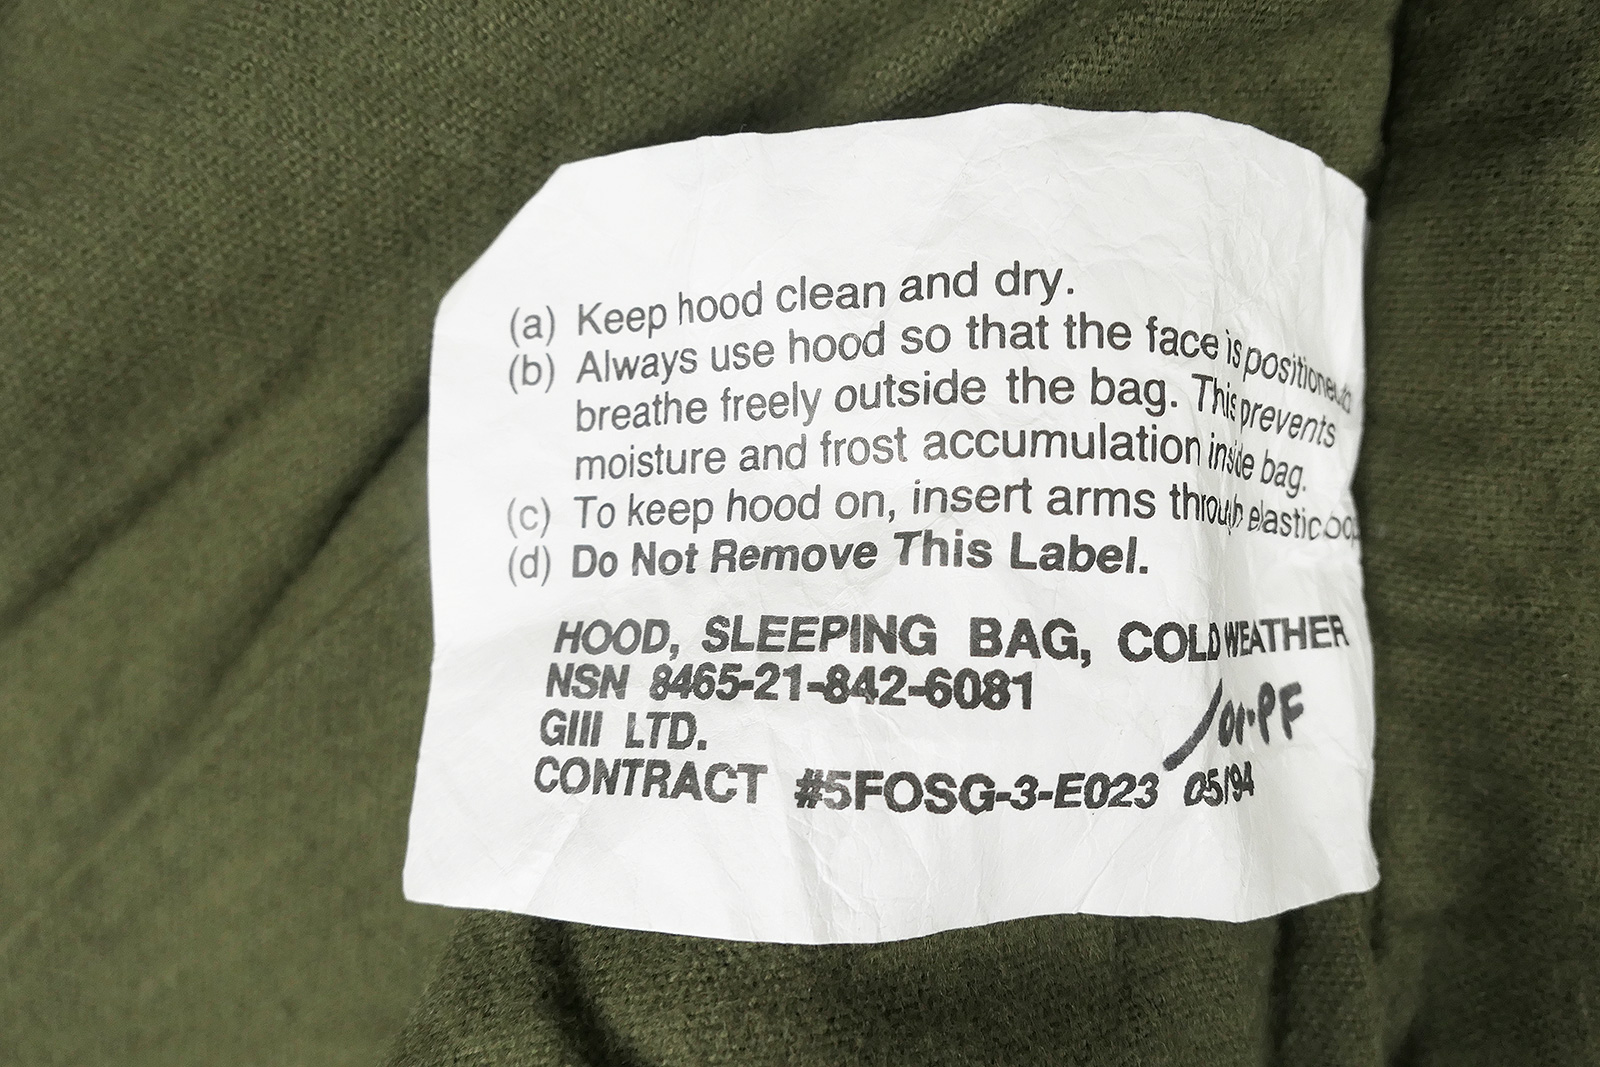 (a) Keep hood clean and dry.
(b) Always use hood so that the face is positioned to
breathe freely outside the bag. This prevents
moisture and frost accumulation inside bag.
(c) To keep hood on, insert arms through elastic
(d) Do Not Remove This Label.
HOOD, SLEEPING BAG, COLD WEATHER
NSN 8465-21-842-6081
GIII LTD.
CONTRACT #5FOSG-3-E023 05/94